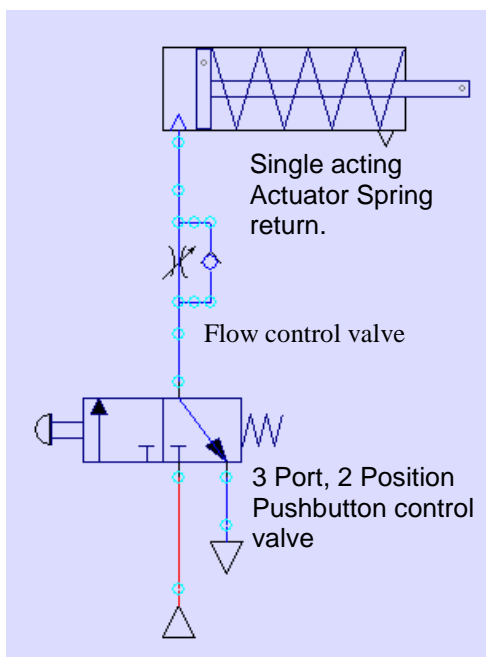 Single acting
Actuator Spring
return.
Flow control valve
3 Port, 2 Position
Pushbutton control
valve